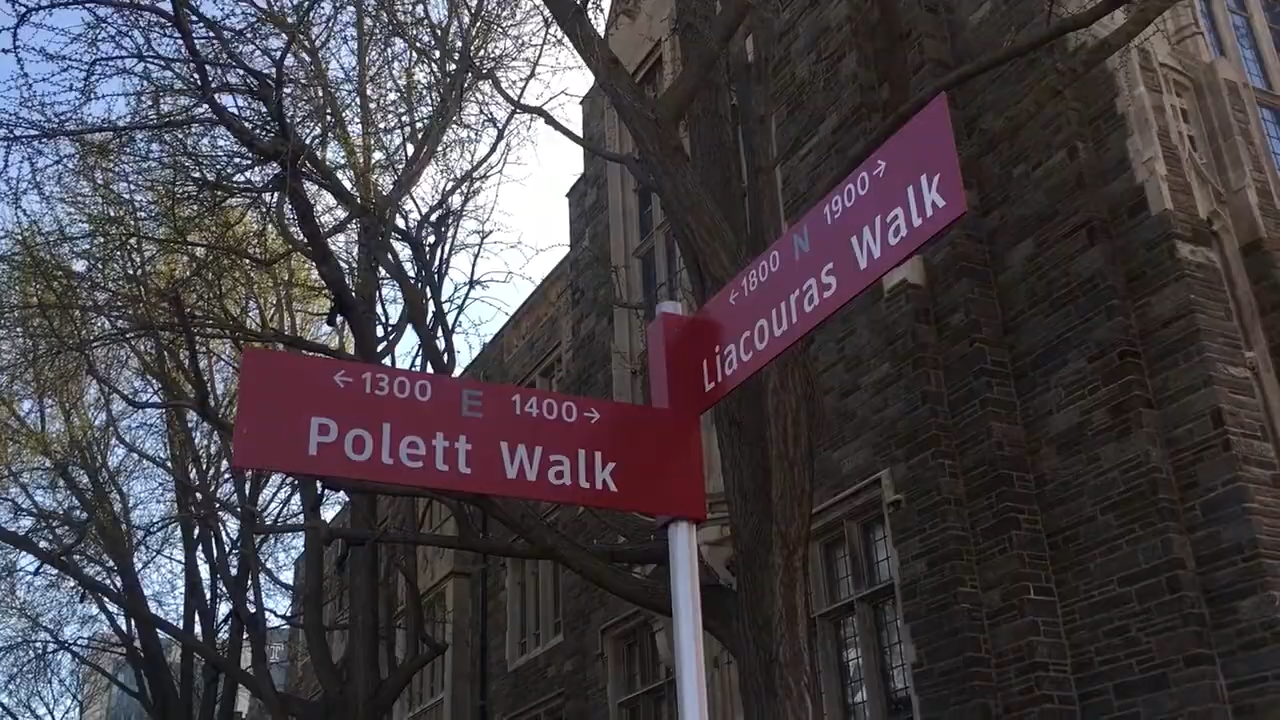 ←1300 E 1400→
Polett Walk
←1800 N 1900→
Liacouras Walk